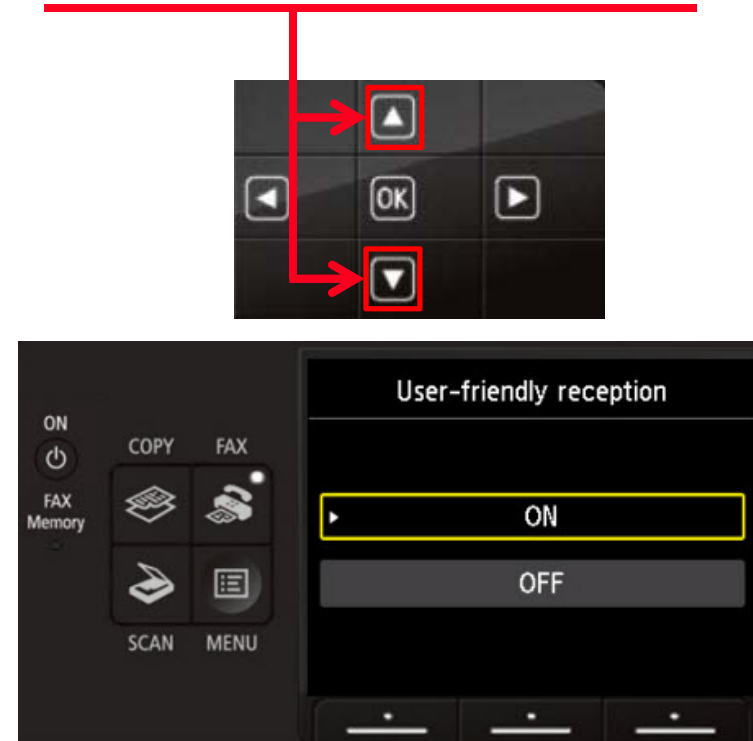 OK
User-friendly reception
ON
COPY FAX
FAX
Memory
ON
OFF
SCAN MENU